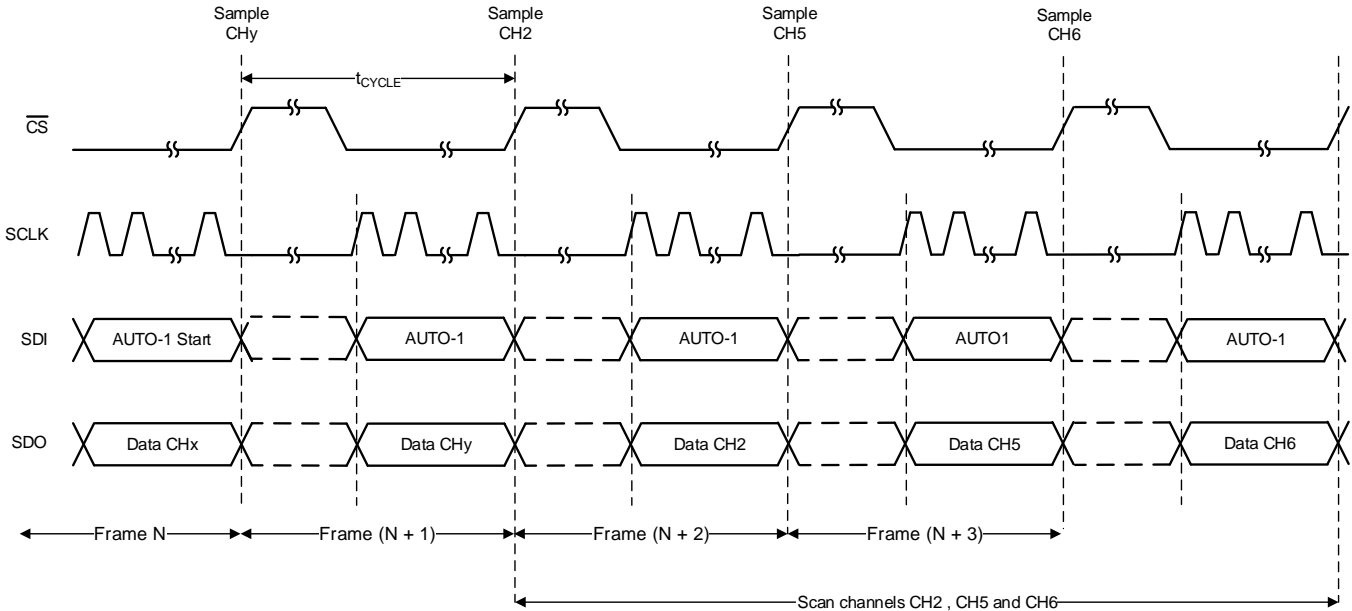 Sample
CHy
Sample
CH2
Sample
CH5
Sample
CH6
tCYCLE
CS
SCLK
SDI
AUTO-1 Start
AUTO-1
AUTO-1
AUTO1
AUTO-1
SDO
Data CHx
Data CHy
Data CH2
Data CH5
Data CH6
Frame N
Frame (N + 1)
Frame (N + 2)
Frame (N + 3)
Scan channels CH2 , CH5 and CH6